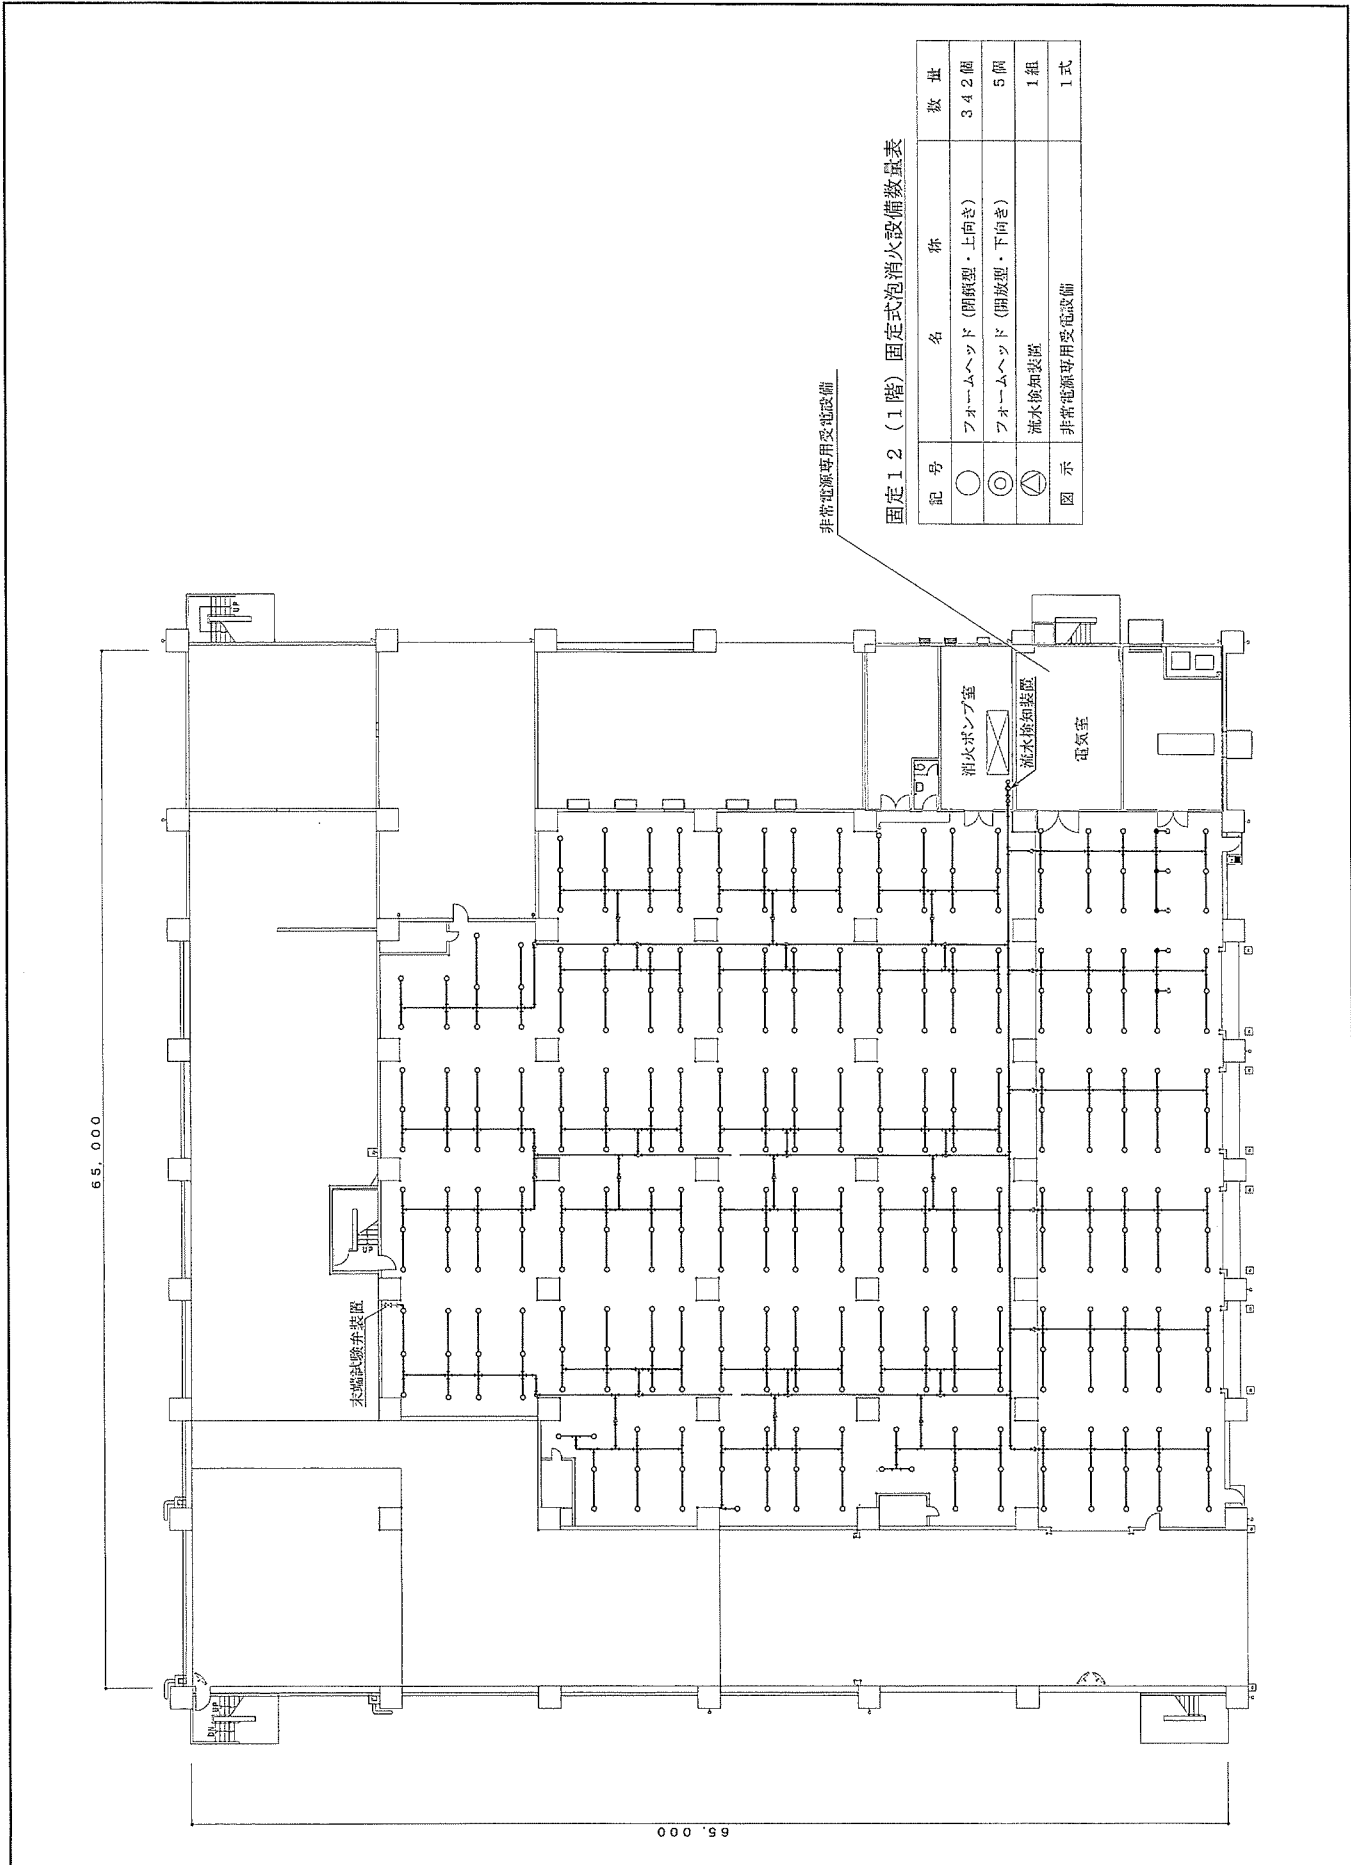 固定12（1階）固定式泡消火設備数量表
記号 名称 数量
フォームヘッド（閉鎖型・上向き） 342個
フォームヘッド（開放型・下向き） 5個
流水検知装置 1組
図示 非常電源専用受電設備 1式
非常電源専用受電設備
65,000
65,000
消火ポンプ室
流水検知装置
電気室
末端試験弁装置
UP
UP
UP
DN